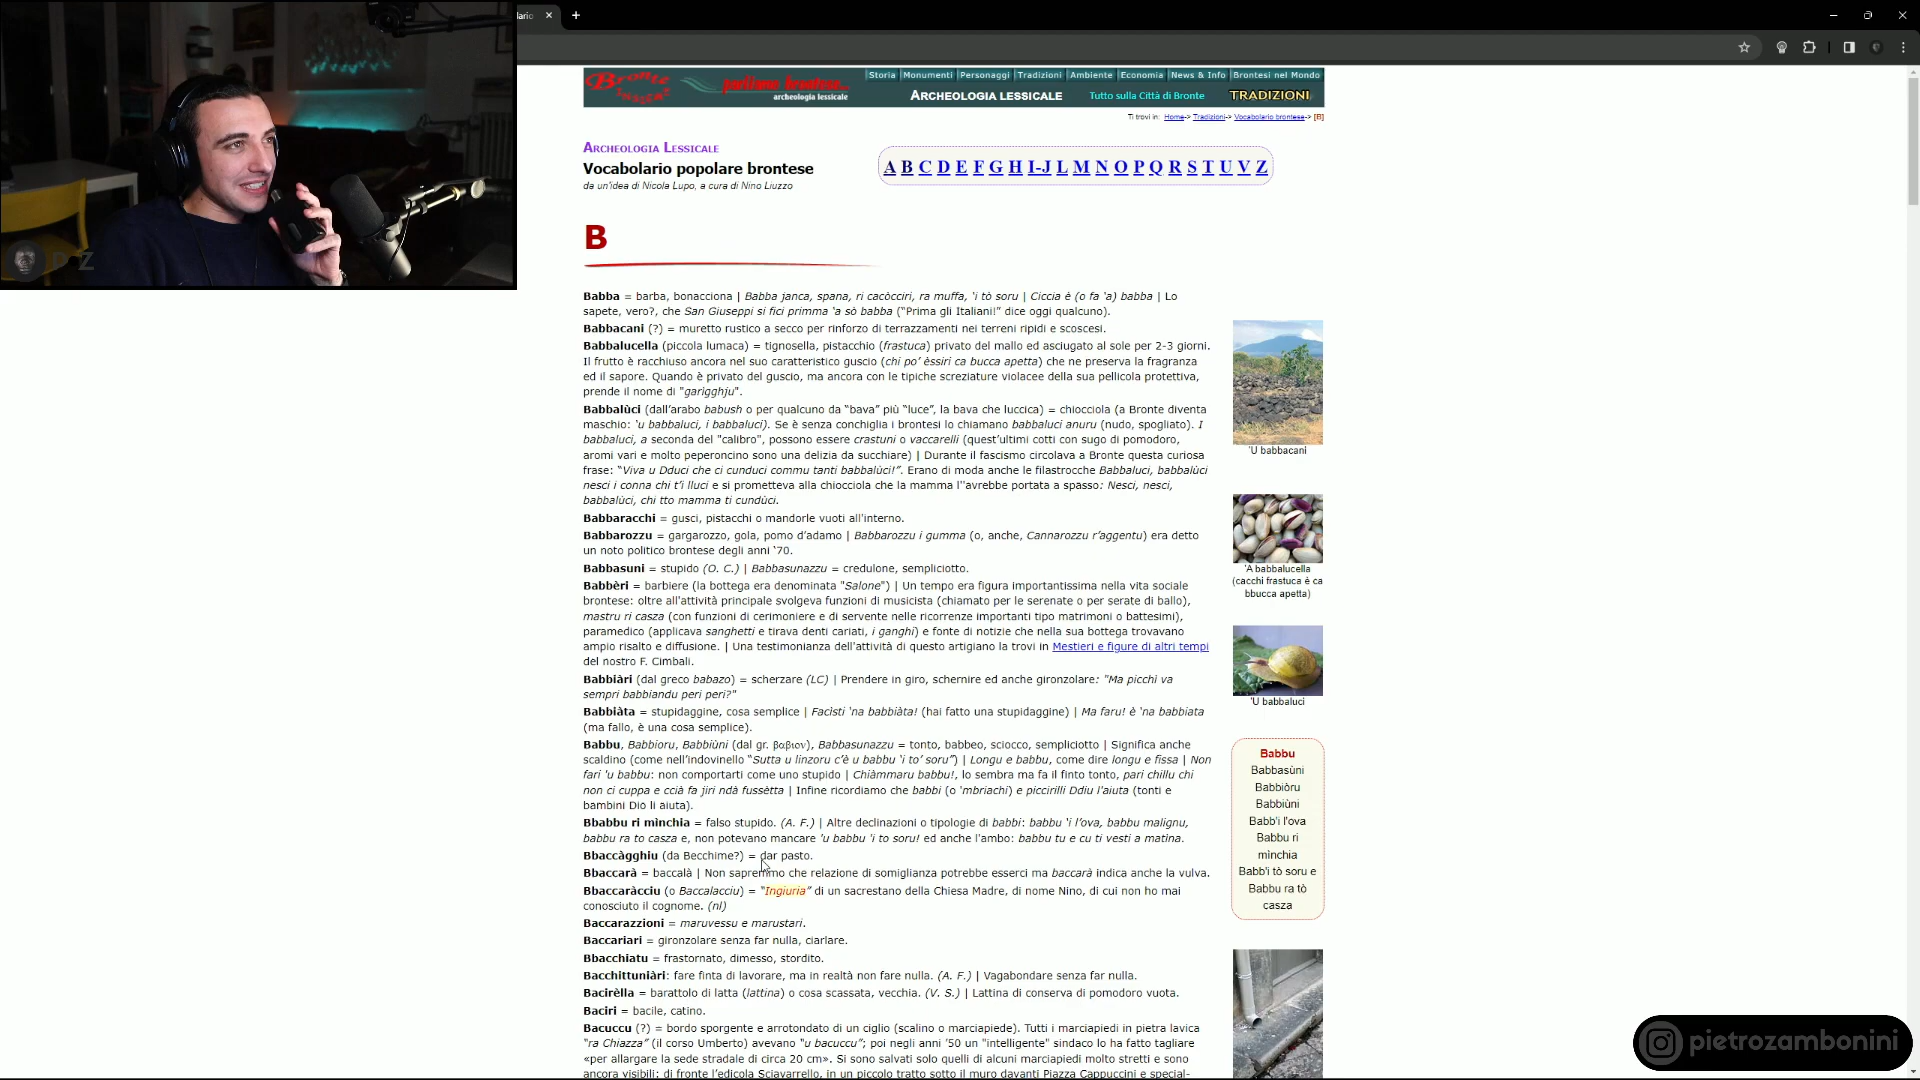 lario
Bronte
insieme
parliamo brontese...
archeologia lessicale
Storia Monumenti Personaggi Tradizioni Ambiente Economia News & Info Brontesi nel Mondo
Archeologia lessicale Tutto sulla Città di Bronte TRADIZIONI
Ti trovi in: Home-> Tradizioni-> Vocabolario brontese-> [B]
Archeologia Lessicale
Vocabolario popolare brontese
da un'idea di Nicola Lupo, a cura di Nino Liuzzo
A B C D E F G H I-J L M N O P Q R S T U V Z
B
Babba = barba, bonacciona | Babba janca, spana, ri cacòcciri, ra muffa, 'i tò soru | Ciccia è (o fa 'a) babba | Lo
sapete, vero?, che San Giuseppi si fici primma 'a sò babba ("Prima gli Italiani!" dice oggi qualcuno).
Babbacani (?) = muretto rustico a secco per rinforzo di terrazzamenti nei terreni ripidi e scoscesi.
Babbalucella (piccola lumaca) = tignosella, pistacchio (frastuca) privato del mallo ed asciugato al sole per 2-3 giorni.
Il frutto è racchiuso ancora nel suo caratteristico guscio (chi po' èssiri ca bucca apetta) che ne preserva la fragranza
ed il sapore. Quando è privato del guscio, ma ancora con le tipiche screziature violacee della sua pellicola protettiva,
prende il nome di "garìgghju".
Babbalùci (dall'arabo babush o per qualcuno da "bava" più "luce", la bava che luccica) = chiocciola (a Bronte diventa
maschio: 'u babbaluci, i babbaluci). Se è senza conchiglia i brontesi lo chiamano babbaluci anuru (nudo, spogliato). I
babbaluci, a seconda del "calibro", possono essere crastuni o vaccarelli (quest'ultimi cotti con sugo di pomodoro,
aromi vari e molto peperoncino sono una delizia da succhiare) | Durante il fascismo circolava a Bronte questa curiosa
frase: "Viva u Dduci che ci cunduci commu tanti babbalùci!". Erano di moda anche le filastrocche Babbaluci, babbalùci
nesci i conna chi t'i lluci e si prometteva alla chiocciola che la mamma l''avrebbe portata a spasso: Nesci, nesci,
babbalùci, chi tto mamma ti cundùci.
Babbaracchi = gusci, pistacchi o mandorle vuoti all'interno.
Babbarozzu = gargarozzo, gola, pomo d'adamo | Babbarozzu i gumma (o, anche, Cannarozzu r'aggentu) era detto
un noto politico brontese degli anni '70.
Babbasuni = stupido (O. C.) | Babbasunazzu = credulone, sempliciotto.
Babbèri = barbiere (la bottega era denominata "Salone") | Un tempo era figura importantissima nella vita sociale
brontese: oltre all'attività principale svolgeva funzioni di musicista (chiamato per le serenate o per serate di ballo),
mastru ri casza (con funzioni di cerimoniere e di servente nelle ricorrenze importanti tipo matrimoni o battesimi),
paramedico (applicava sanghetti e tirava denti cariati, i ganghi) e fonte di notizie che nella sua bottega trovavano
ampio risalto e diffusione. | Una testimonianza dell'attività di questo artigiano la trovi in Mestieri e figure di altri tempi
del nostro F. Cimbali.
Babbiàri (dal greco babazo) = scherzare (LC) | Prendere in giro, schernire ed anche gironzolare: "Ma picchì va
sempri babbiandu peri peri?"
Babbiàta = stupidaggine, cosa semplice | Facìsti 'na babbiàta! (hai fatto una stupidaggine) | Ma faru! è 'na babbiata
(ma fallo, è una cosa semplice).
Babbu, Babbioru, Babbiùni (dal gr. βαβιον), Babbasunazzu = tonto, babbeo, sciocco, sempliciotto | Significa anche
scaldino (come nell'indovinello "Sutta u linzoru c'è u babbu 'i to' soru") | Longu e babbu, come dire longu e fissa | Non
fari 'u babbu: non comportarti come uno stupido | Chiàmmaru babbu!, lo sembra ma fa il finto tonto, pari chillu chi
non ci cuppa e ccià fa jiri ndà fussètta | Infine ricordiamo che babbi (o 'mbriachi) e piccirilli Ddiu l'aiuta (tonti e
bambini Dio li aiuta).
Bbabbu ri minchia = falso stupido. (A. F.) | Altre declinazioni o tipologie di babbi: babbu 'i l'ova, babbu malignu,
babbu ra to casza e, non potevano mancare 'u babbu 'i to soru! ed anche l'ambo: babbu tu e cu ti vesti a matìna.
Bbaccàgghiu (da Becchime?) = dar pasto.
Bbaccarà = baccalà | Non sapremmo che relazione di somiglianza potrebbe esserci ma baccarà indica anche la vulva.
Bbaccaràcciu (o Baccalacciu) = "Ingiuria" di un sacrestano della Chiesa Madre, di nome Nino, di cui non ho mai
conosciuto il cognome. (nl)
Baccarazzioni = maruvessu e marustari.
Baccariari = gironzolare senza far nulla, ciarlare.
Bbacchiatu = frastornato, dimesso, stordito.
Bacchittuniàri: fare finta di lavorare, ma in realtà non fare nulla. (A. F.) | Vagabondare senza far nulla.
Bacirèlla = barattolo di latta (lattina) o cosa scassata, vecchia. (V. S.) | Lattina di conserva di pomodoro vuota.
Baciri = bacile, catino.
Bacuccu (?) = bordo sporgente e arrotondato di un ciglio (scalino o marciapiede). Tutti i marciapiedi in pietra lavica
"ra Chiazza" (il corso Umberto) avevano "u bacuccu"; poi negli anni '50 un "intelligente" sindaco lo ha fatto tagliare
«per allargare la sede stradale di circa 20 cm». Si sono salvati solo quelli di alcuni marciapiedi molto stretti e sono
ancora visibili: di fronte l'edicola Sciavarrello, in un piccolo tratto sotto il muro davanti Piazza Cappuccini e special-
'U babbacani
'A babbalucella
(cacchi frastuca è ca
bbucca apetta)
'U babbaluci
Babbu
Babbasùni
Babbiòru
Babbiùni
Babb'i l'ova
Babbu ri
minchia
Babb'i tò soru e
Babbu ra tò
casza
P Z
pietrozambonini